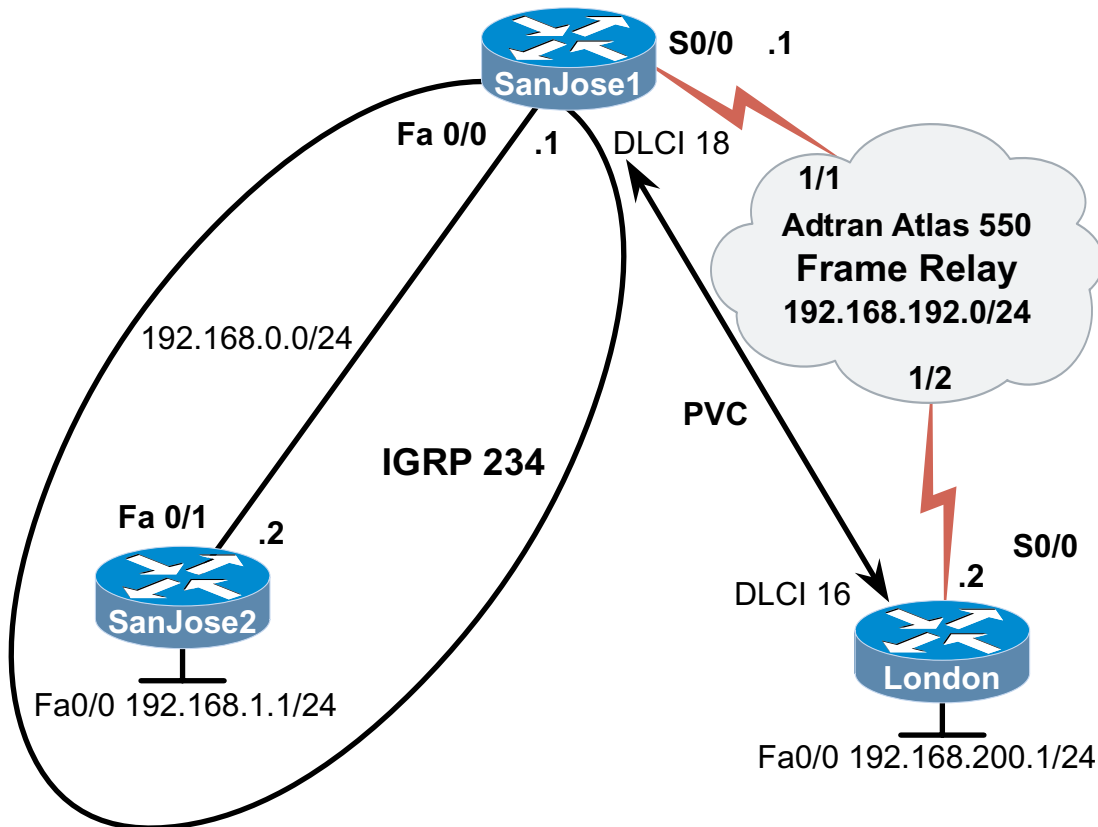 S0/0 .1
SanJose1
Fa 0/0 .1
DLCI 18
1/1
Adtran Atlas 550
Frame Relay
192.168.192.0/24
192.168.0.0/24
1/2
PVC
IGRP 234
Fa 0/1
.2
S0/0
.2
DLCI 16
SanJose2
London
Fa0/0 192.168.1.1/24
Fa0/0 192.168.200.1/24